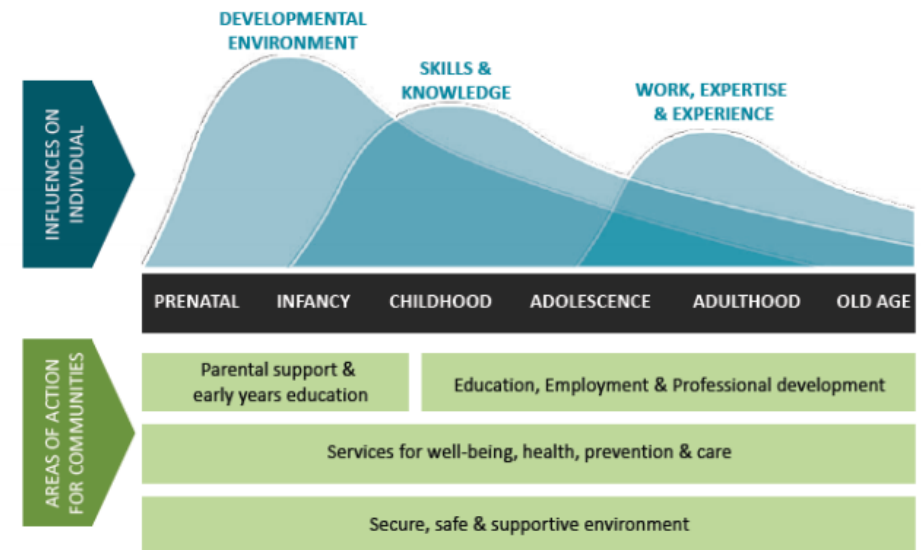 DEVELOPMENTAL
ENVIRONMENT
SKILLS &
KNOWLEDGE
WORK, EXPERTISE
& EXPERIENCE
INFLUENCES ON
INDIVIDUAL
PRENATAL INFANCY CHILDHOOD ADOLESCENCE ADULTHOOD OLD AGE
AREAS OF ACTION
FOR COMMUNITIES
Parental support &
early years education
Education, Employment & Professional development
Services for well-being, health, prevention & care
Secure, safe & supportive environment